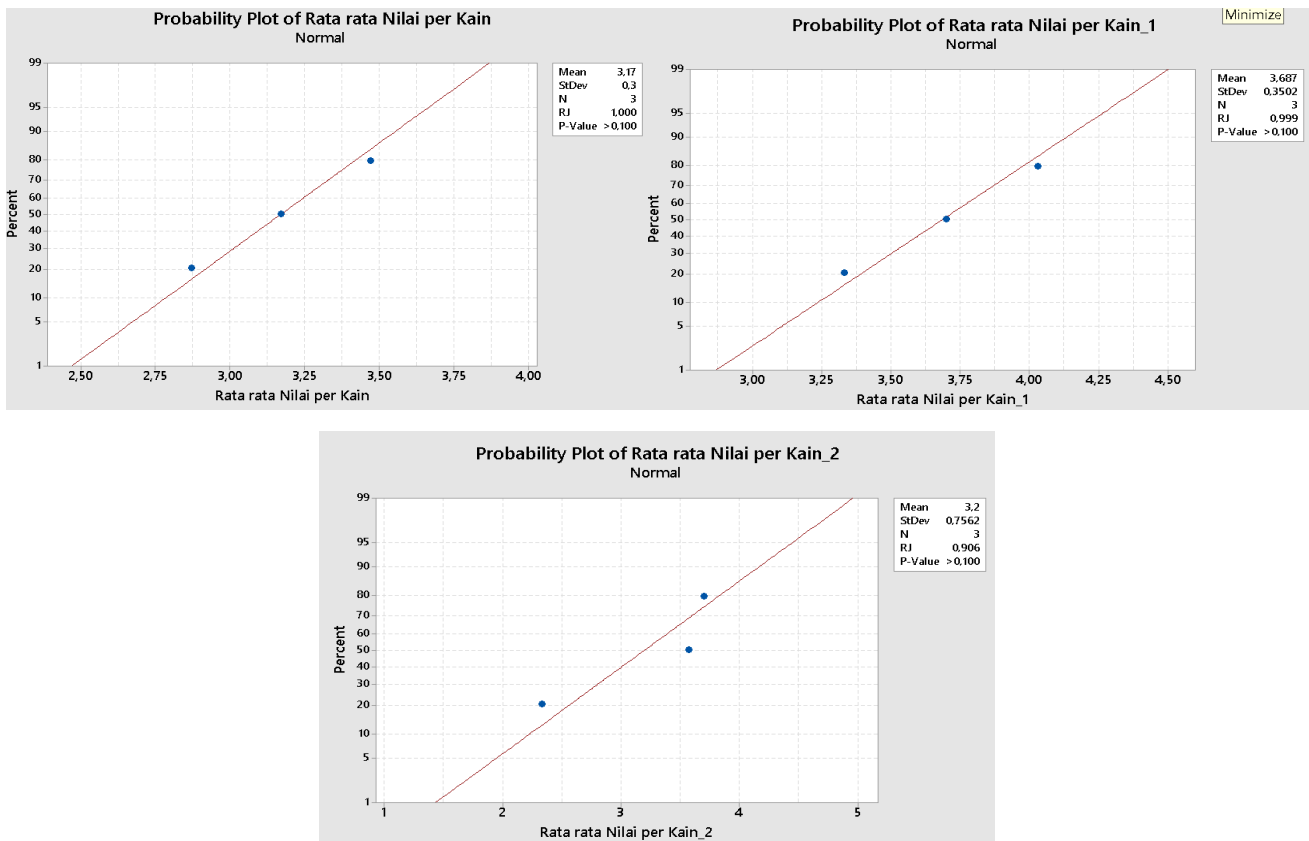 Probability Plot of Rata rata Nilai per Kain
Normal
99
95
90
80
70
60
50
40
30
20
10
5
1
Percent
2,50 2,75 3,00 3,25 3,50 3,75 4,00
Rata rata Nilai per Kain
Mean 3,17
StDev 0,3
N 3
RJ 1,000
P-Value >0,100
Minimize
Probability Plot of Rata rata Nilai per Kain_1
Normal
99
95
90
80
70
60
50
40
30
20
10
5
1
Percent
3,00 3,25 3,50 3,75 4,00 4,25 4,50
Rata rata Nilai per Kain_1
Mean 3,687
StDev 0,3502
N 3
RJ 0,999
P-Value >0,100
Probability Plot of Rata rata Nilai per Kain_2
Normal
99
95
90
80
70
60
50
40
30
20
10
5
1
Percent
1 2 3 4 5
Rata rata Nilai per Kain_2
Mean 3,2
StDev 0,7562
N 3
RJ 0,906
P-Value >0,100